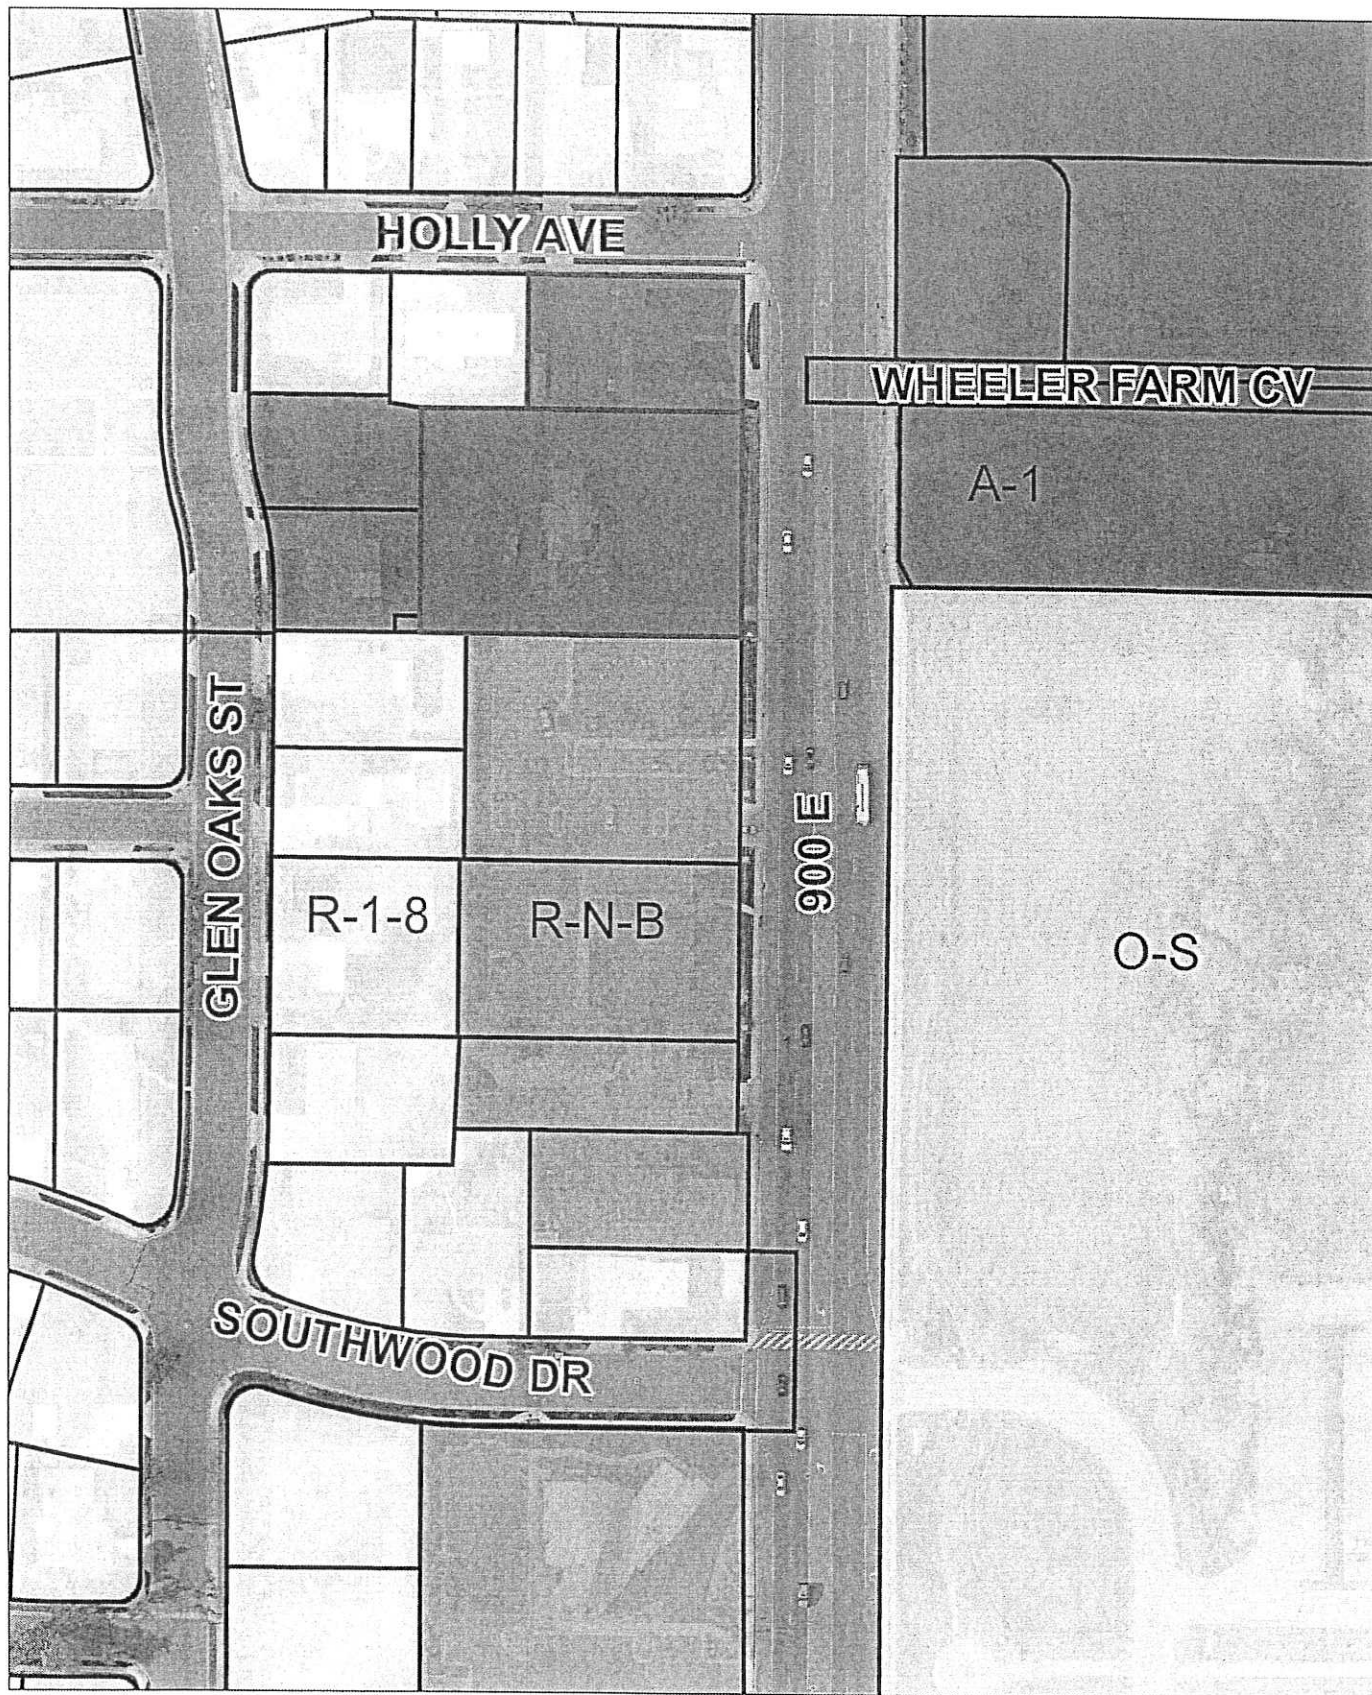 HOLLY AVE
WHEELER FARM CV
A-1
GLEN OAKS ST
900 E
R-1-8
R-N-B
O-S
SOUTHWOOD DR